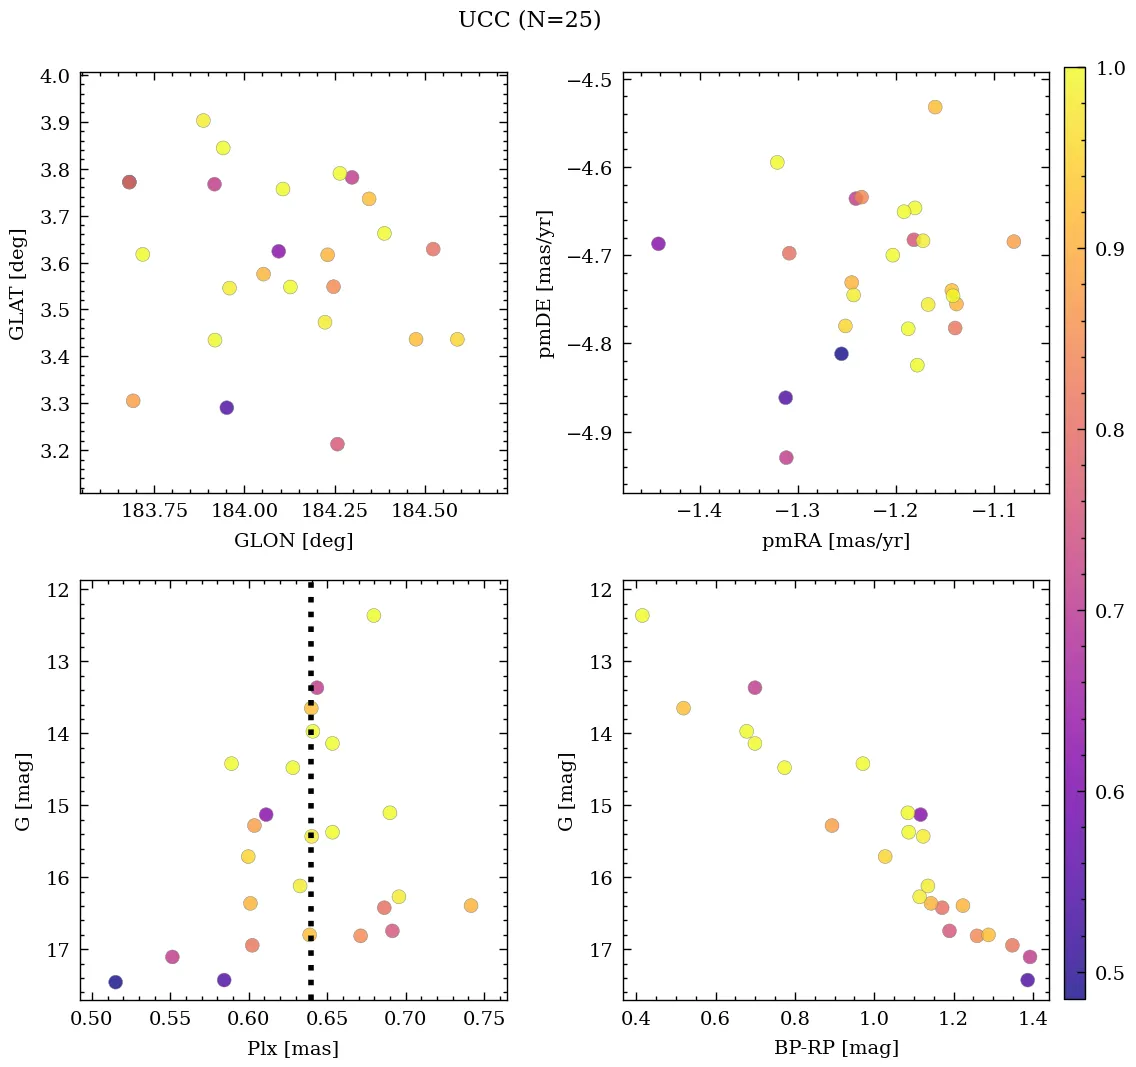 UCC (N=25)
4.0
3.9
3.8
3.7
3.6
3.5
3.4
3.3
3.2
GLAT [deg]
183.75 184.00 184.25 184.50
GLON [deg]
−4.5
−4.6
−4.7
−4.8
−4.9
pmDE [mas/yr]
−1.4 −1.3 −1.2 −1.1
pmRA [mas/yr]
1.0
0.9
0.8
0.7
0.6
0.5
12
13
14
15
16
17
G [mag]
0.50 0.55 0.60 0.65 0.70 0.75
Plx [mas]
12
13
14
15
16
17
G [mag]
0.4 0.6 0.8 1.0 1.2 1.4
BP-RP [mag]